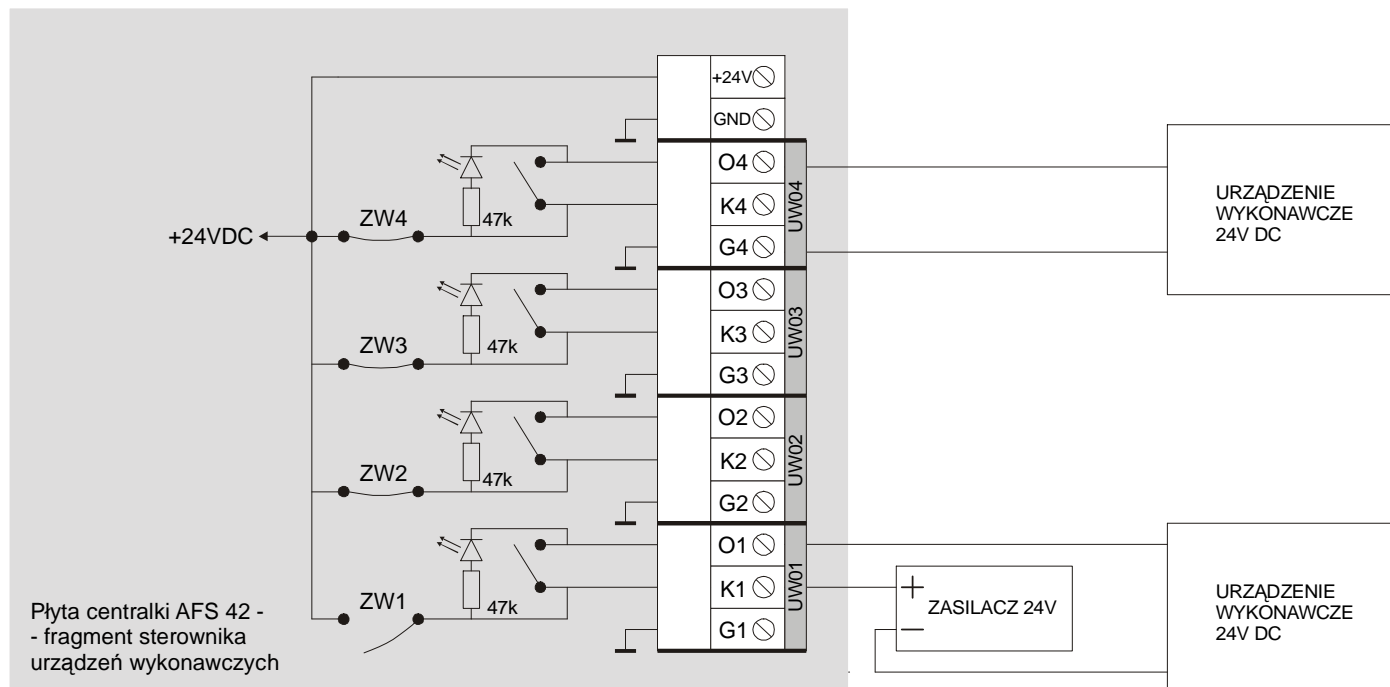 +24V
GND
O4
K4
G4
UW04
ZW4
47k
+24VDC
URZĄDZENIE
WYKONAWCZE
24V DC
O3
K3
G3
UW03
ZW3
47k
O2
K2
G2
UW02
ZW2
47k
O1
K1
G1
UW01
ZW1
47k
+
ZASILACZ 24V
–
URZĄDZENIE
WYKONAWCZE
24V DC
Płyta centralki AFS 42 -
- fragment sterownika
urządzeń wykonawczych